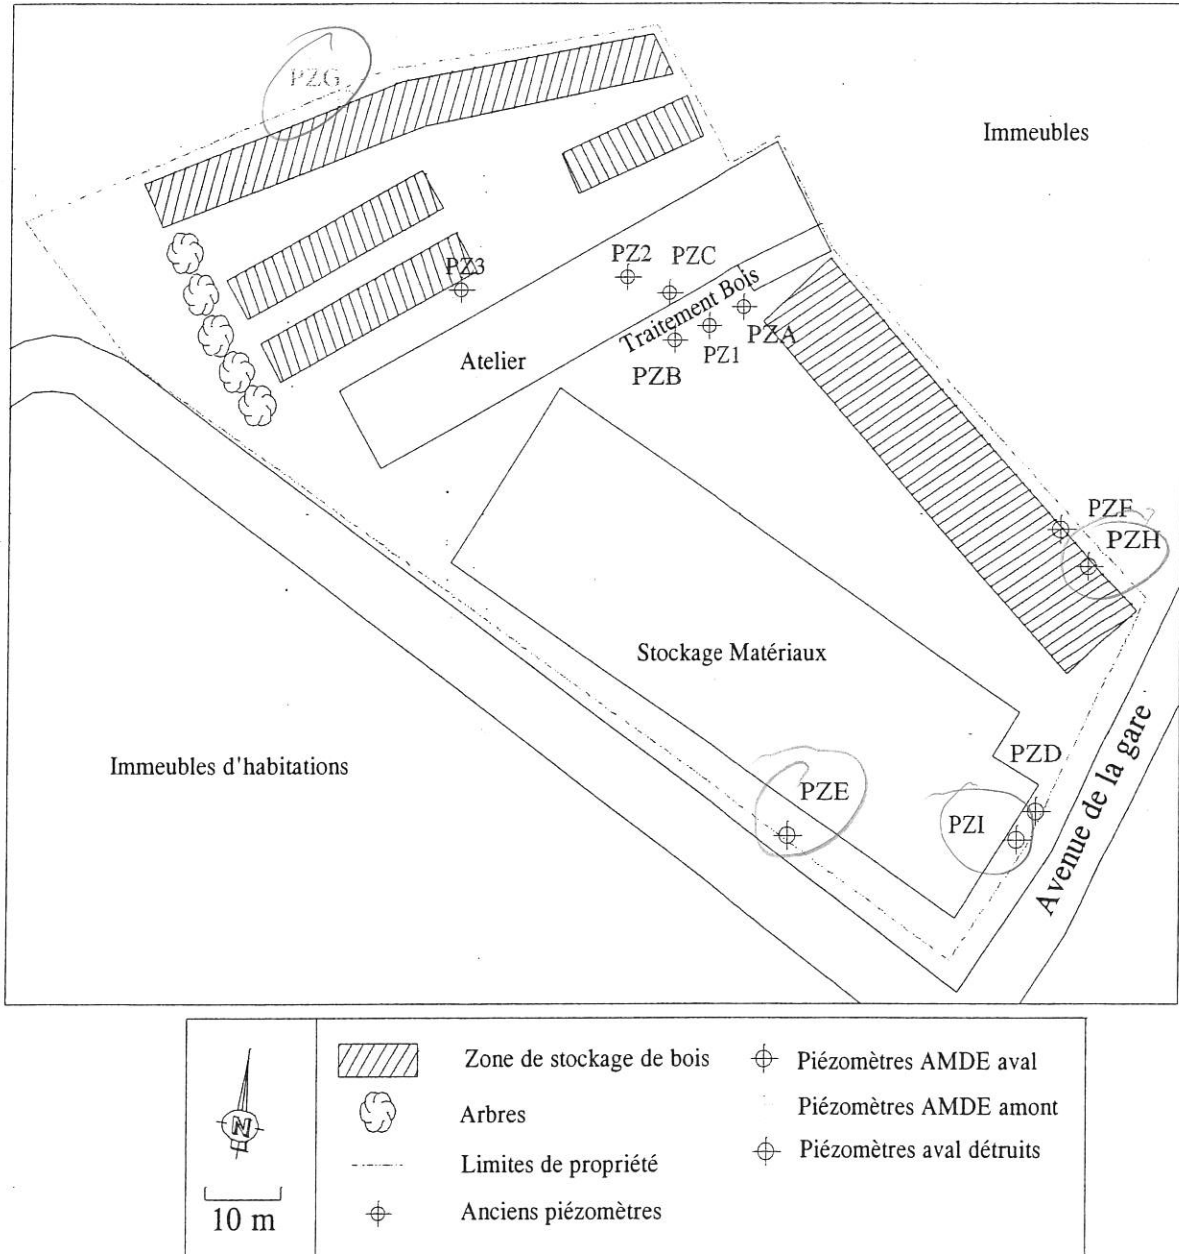 PZG
Immeubles
PZ3
PZ2
PZC
Traitement Bois
PZA
PZ1
PZB
Atelier
PZF
PZH
Stockage Matériaux
Immeubles d'habitations
PZD
PZE
PZI
Avenue de la gare
N
10 m
Zone de stockage de bois
Arbres
Limites de propriété
Anciens piézomètres
Piézomètres AMDE aval
Piézomètres AMDE amont
Piézomètres aval détruits